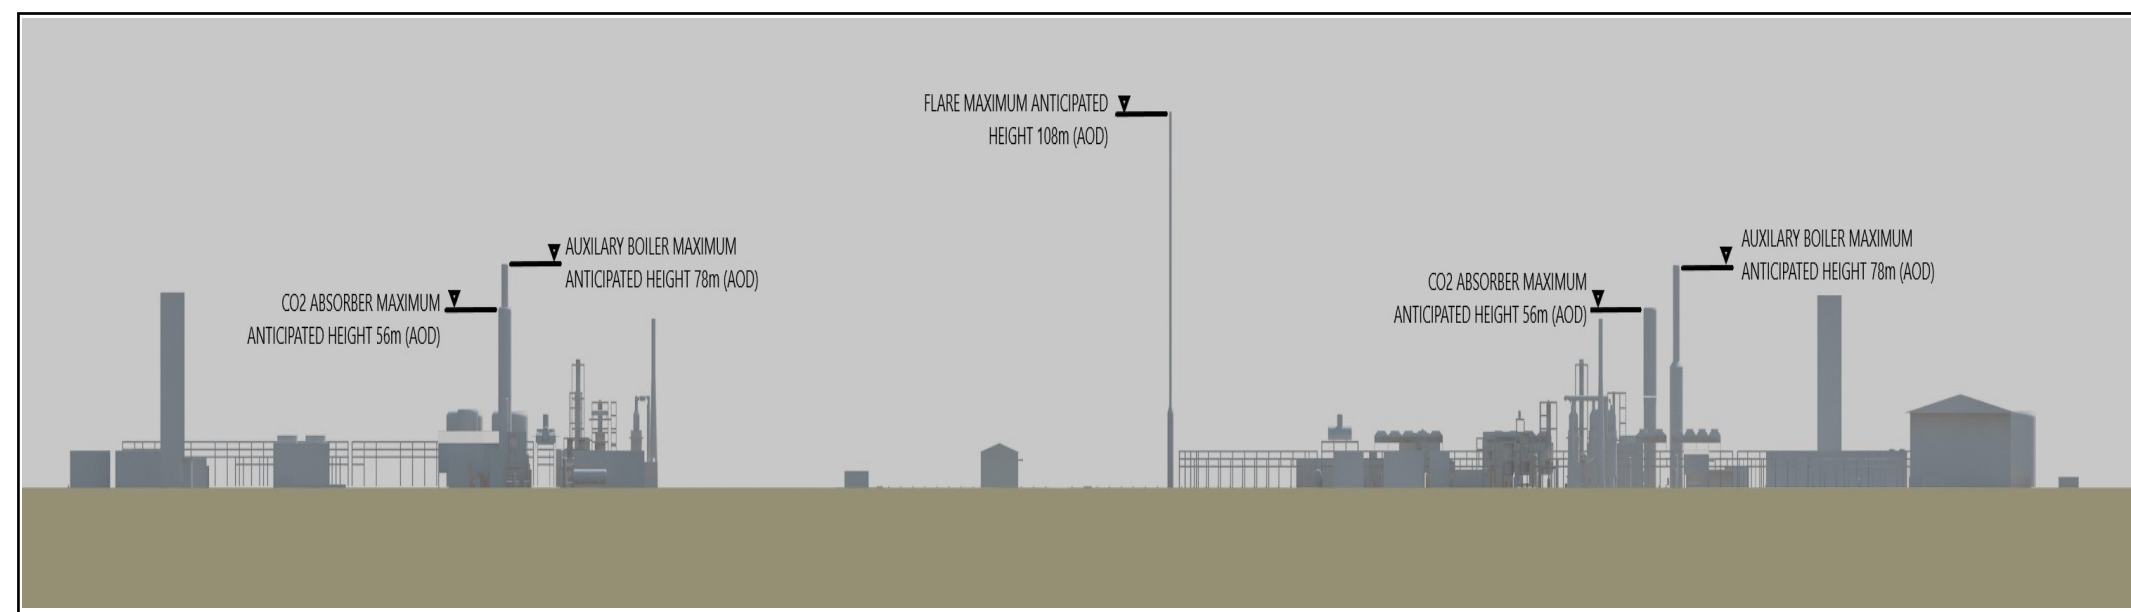 FLARE MAXIMUM ANTICIPATED
HEIGHT 108m (AOD)
AUXILARY BOILER MAXIMUM
ANTICIPATED HEIGHT 78m (AOD)
CO2 ABSORBER MAXIMUM
ANTICIPATED HEIGHT 56m (AOD)
AUXILARY BOILER MAXIMUM
ANTICIPATED HEIGHT 78m (AOD)
CO2 ABSORBER MAXIMUM
ANTICIPATED HEIGHT 56m (AOD)